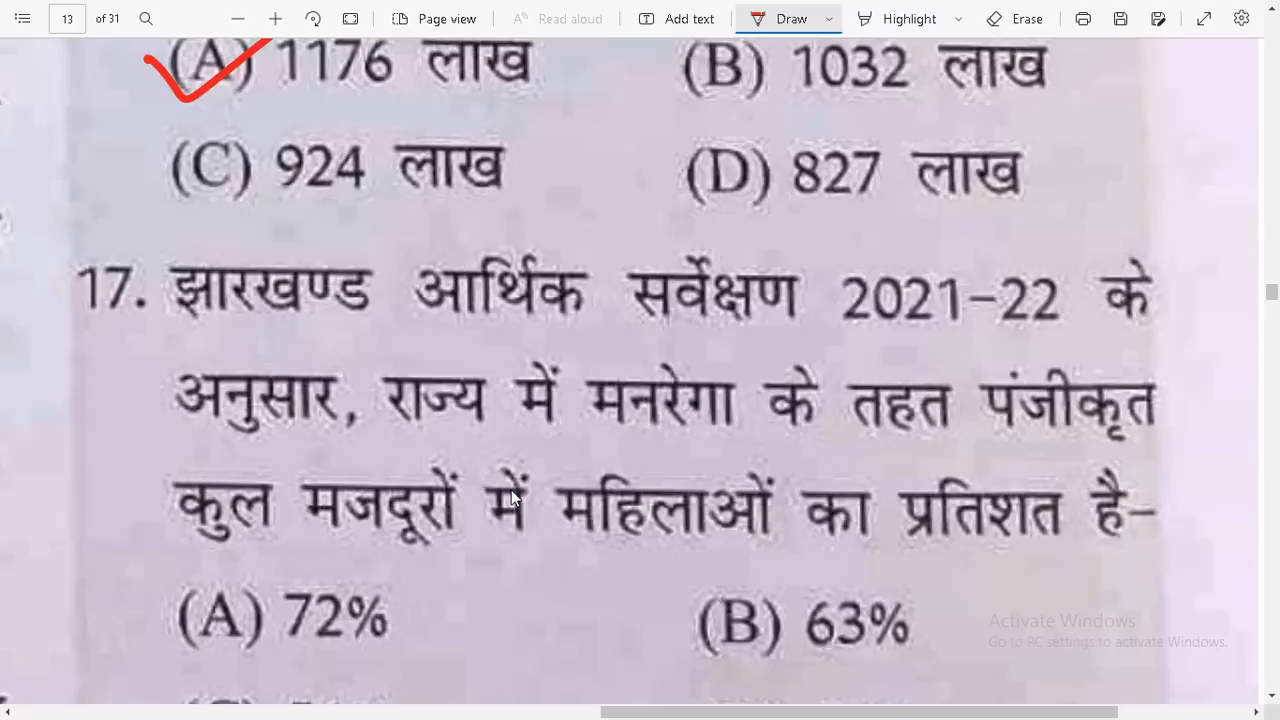 13 of 31 Page view Read aloud Add text Draw Highlight Erase
(A) 1176 लाख (B) 1032 लाख
(C) 924 लाख (D) 827 लाख
17. झारखण्ड आर्थिक सर्वेक्षण 2021-22 के
अनुसार, राज्य में मनरेगा के तहत पंजीकृत
कुल मजदूरों में महिलाओं का प्रतिशत है-
(A) 72% (B) 63%
Activate Windows
Go to PC settings to activate Windows.